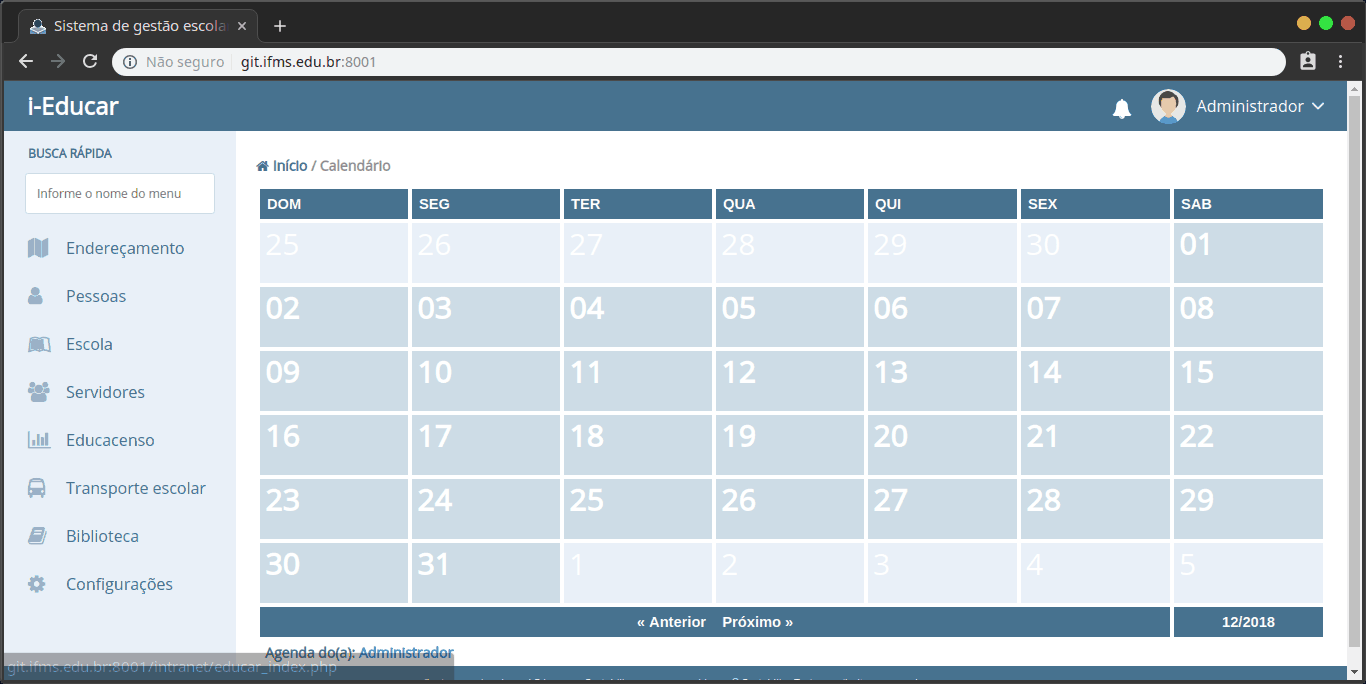 Sistema de gestão escola
Não seguro git.ifms.edu.br:8001
i-Educar
Administrador
BUSCA RÁPIDA
Informe o nome do menu
Endereçamento
Pessoas
Escola
Servidores
Educacenso
Transporte escolar
Biblioteca
Configurações
Início / Calendário
DOM SEG TER QUA QUI SEX SAB
25 26 27 28 29 30 01
02 03 04 05 06 07 08
09 10 11 12 13 14 15
16 17 18 19 20 21 22
23 24 25 26 27 28 29
30 31 1 2 3 4 5
« Anterior Próximo » 12/2018
Agenda do(a): Administrador
git.ifms.edu.br:8001/intranet/educar_index.php